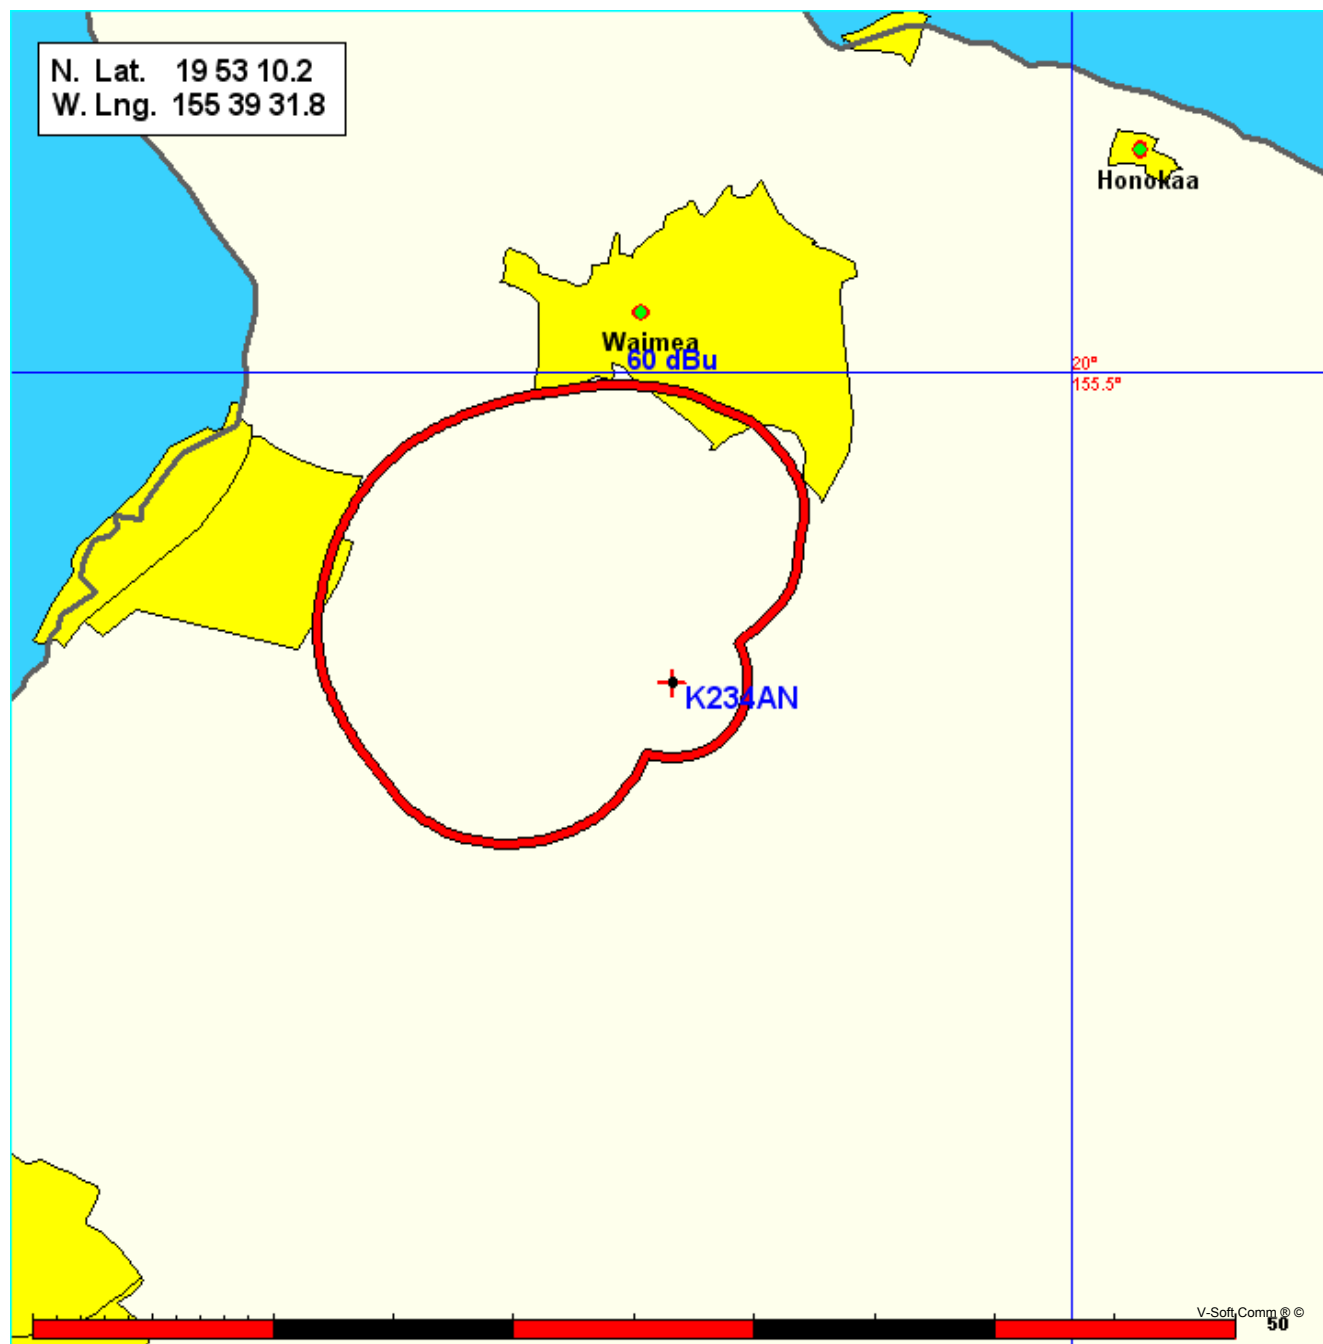 N. Lat. 19 53 10.2
W. Lng. 155 39 31.8
Honokaa
Waimea
60 dBu
20°
155.5°
K234AN
V-Soft Comm ® ©
50